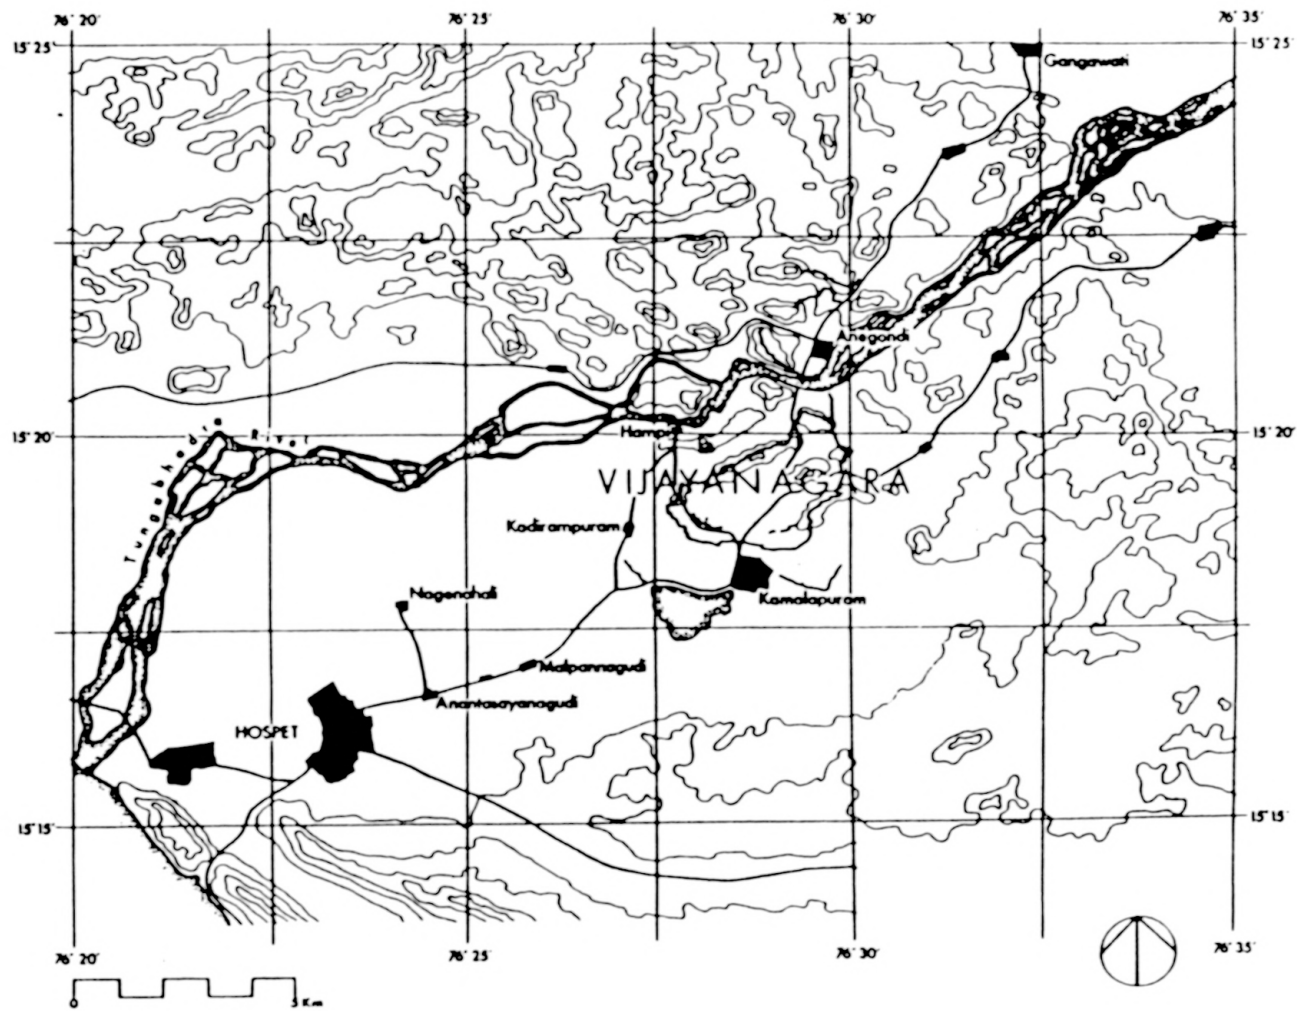 76° 20' 76° 25' 76° 30' 76° 35'
15° 25' 15° 25'
Gangawati
Anegondi
Tungabhadra River
15° 20' 15° 20'
Hampi
VIJAYANAGARA
Kadirampuram
Nagenahali
Kamalapuram
Malpannagudi
Anantasayanagudi
HOSPET
15° 15' 15° 15'
76° 20' 76° 25' 76° 30' 76° 35'
0 5 Km